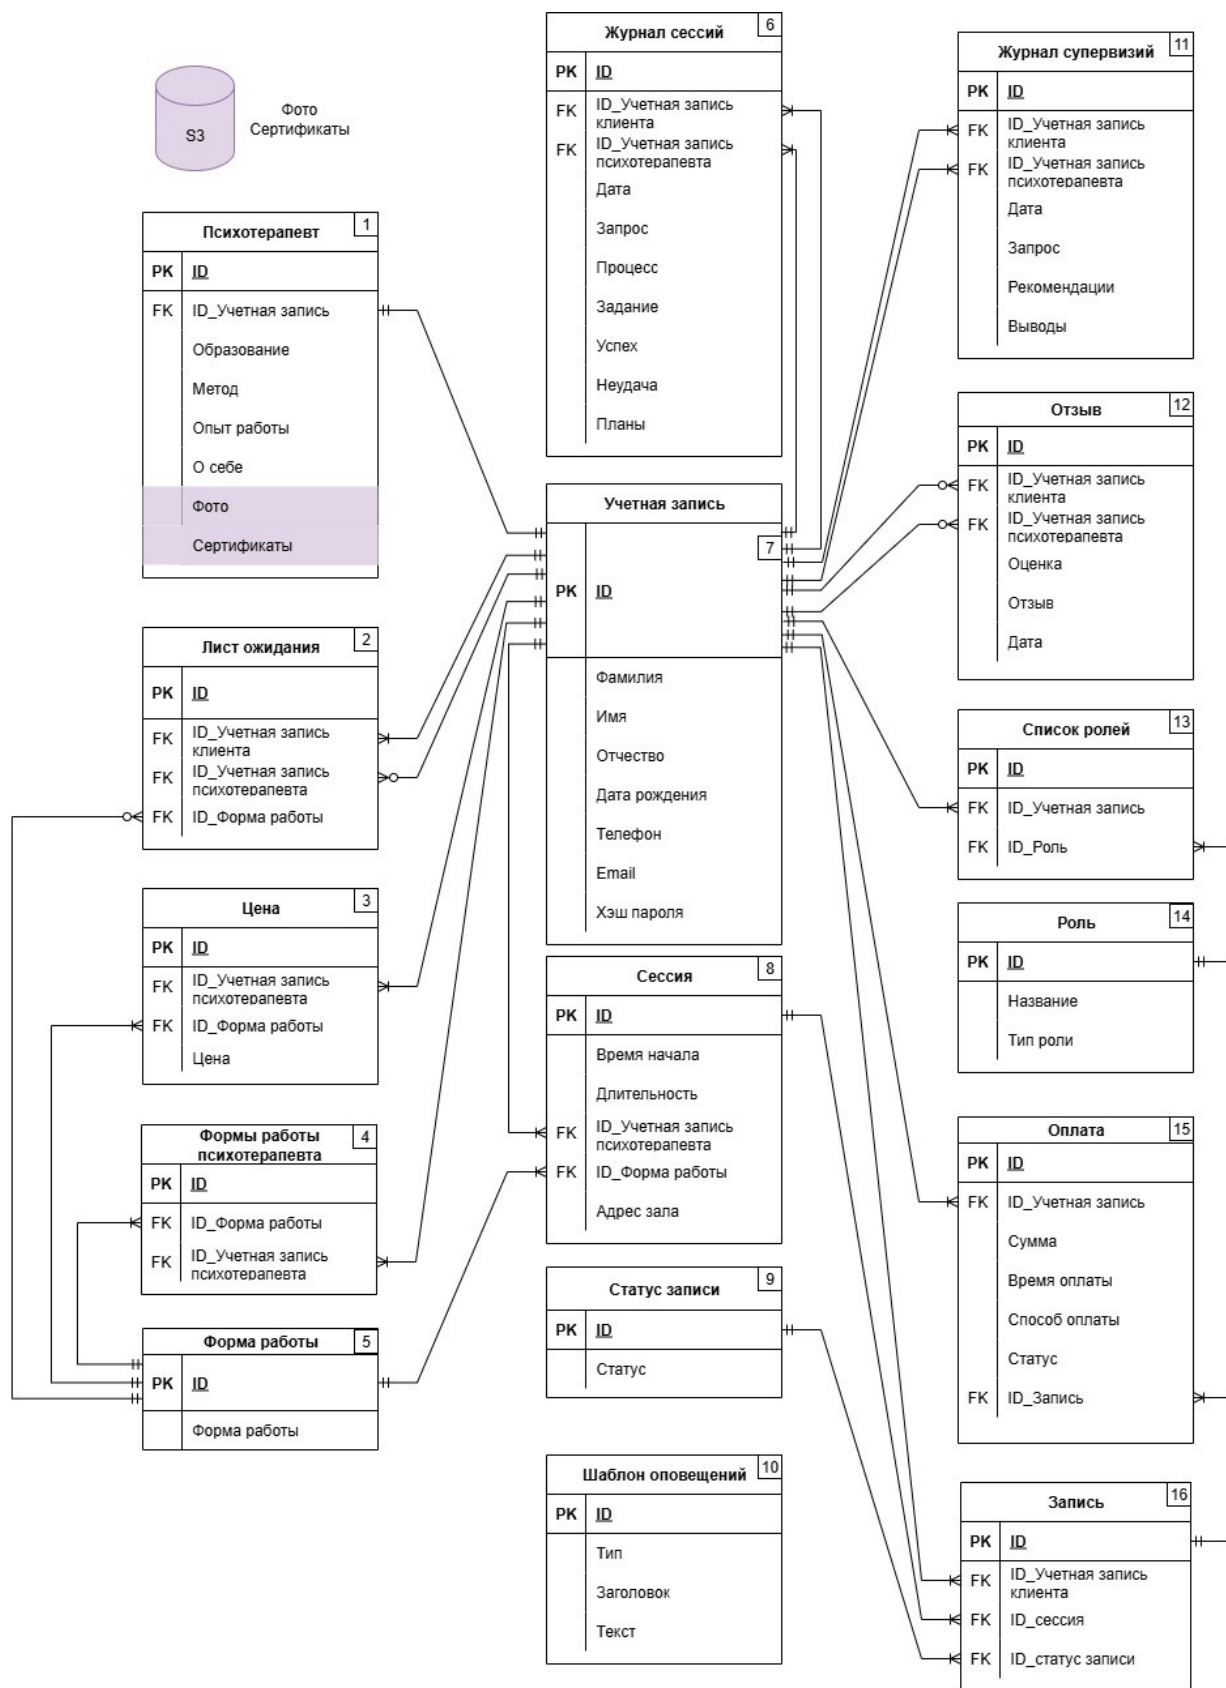 S3
Фото
Сертификаты
Психотерапевт
1
PK
ID
FK
ID_Учетная запись
Образование
Метод
Опыт работы
О себе
Фото
Сертификаты
Лист ожидания
2
PK
ID
FK
ID_Учетная запись
клиента
FK
ID_Учетная запись
психотерапевта
FK
ID_Форма работы
Цена
3
PK
ID
FK
ID_Учетная запись
психотерапевта
FK
ID_Форма работы
Цена
Формы работы
психотерапевта
4
PK
ID
FK
ID_Форма работы
FK
ID_Учетная запись
психотерапевта
Форма работы
5
PK
ID
Форма работы
Журнал сессий
6
PK
ID
FK
ID_Учетная запись
клиента
FK
ID_Учетная запись
психотерапевта
Дата
Запрос
Процесс
Задание
Успех
Неудача
Планы
Учетная запись
7
PK
ID
Фамилия
Имя
Отчество
Дата рождения
Телефон
Email
Хэш пароля
Сессия
8
PK
ID
Время начала
Длительность
FK
ID_Учетная запись
психотерапевта
FK
ID_Форма работы
Адрес зала
Статус записи
9
PK
ID
Статус
Шаблон оповещений
10
PK
ID
Тип
Заголовок
Текст
Журнал супервизий
11
PK
ID
FK
ID_Учетная запись
клиента
FK
ID_Учетная запись
психотерапевта
Дата
Запрос
Рекомендации
Выводы
Отзыв
12
PK
ID
FK
ID_Учетная запись
клиента
FK
ID_Учетная запись
психотерапевта
Оценка
Отзыв
Дата
Список ролей
13
PK
ID
FK
ID_Учетная запись
FK
ID_Роль
Роль
14
PK
ID
Название
Тип роли
Оплата
15
PK
ID
FK
ID_Учетная запись
Сумма
Время оплаты
Способ оплаты
Статус
FK
ID_Запись
Запись
16
PK
ID
FK
ID_Учетная запись
клиента
FK
ID_сессия
FK
ID_статус записи